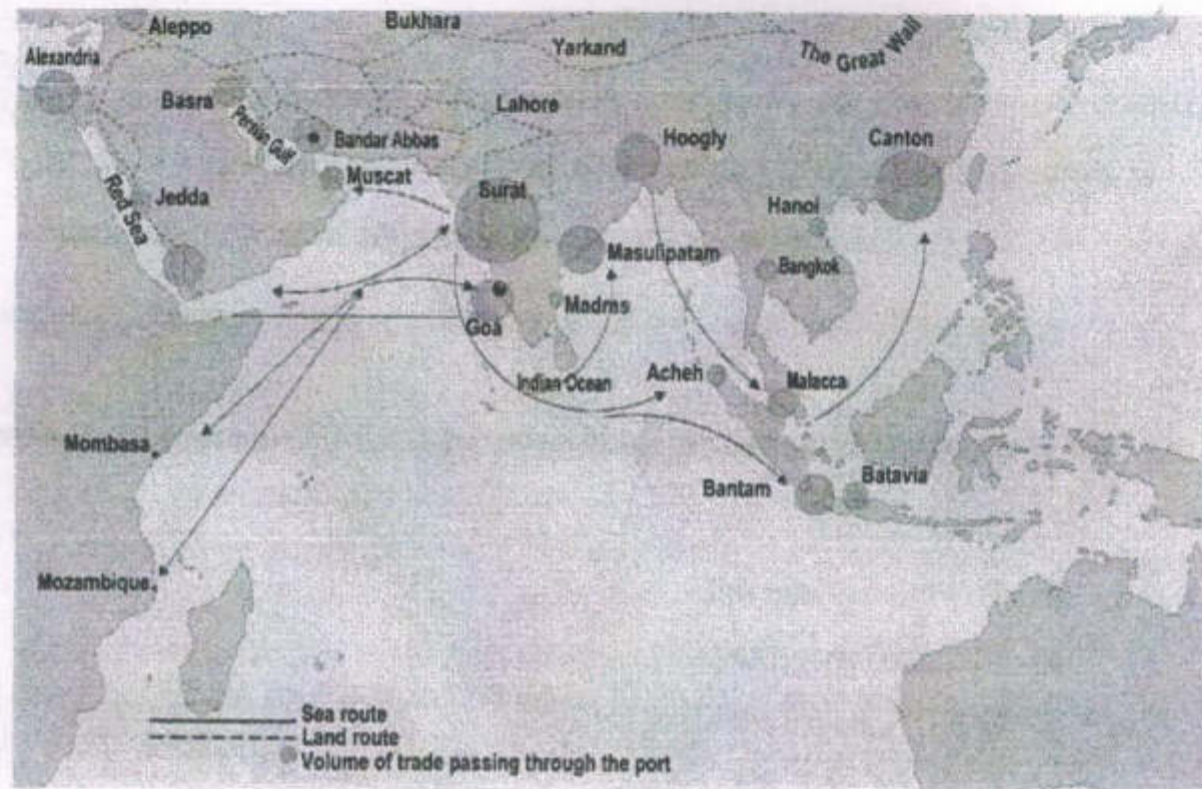 Aleppo
Bukhara
Yarkand
The Great Wall
Alexandria
Basra
Persian Gulf
Lahore
Bandar Abbas
Hoogly
Canton
Muscat
Surat
Jedda
Red Sea
Hanoi
Masulipatam
Bangkok
Madras
Goa
Indian Ocean
Acheh
Malacca
Mombasa
Bantam
Batavia
Mozambique
Sea route
Land route
Volume of trade passing through the port